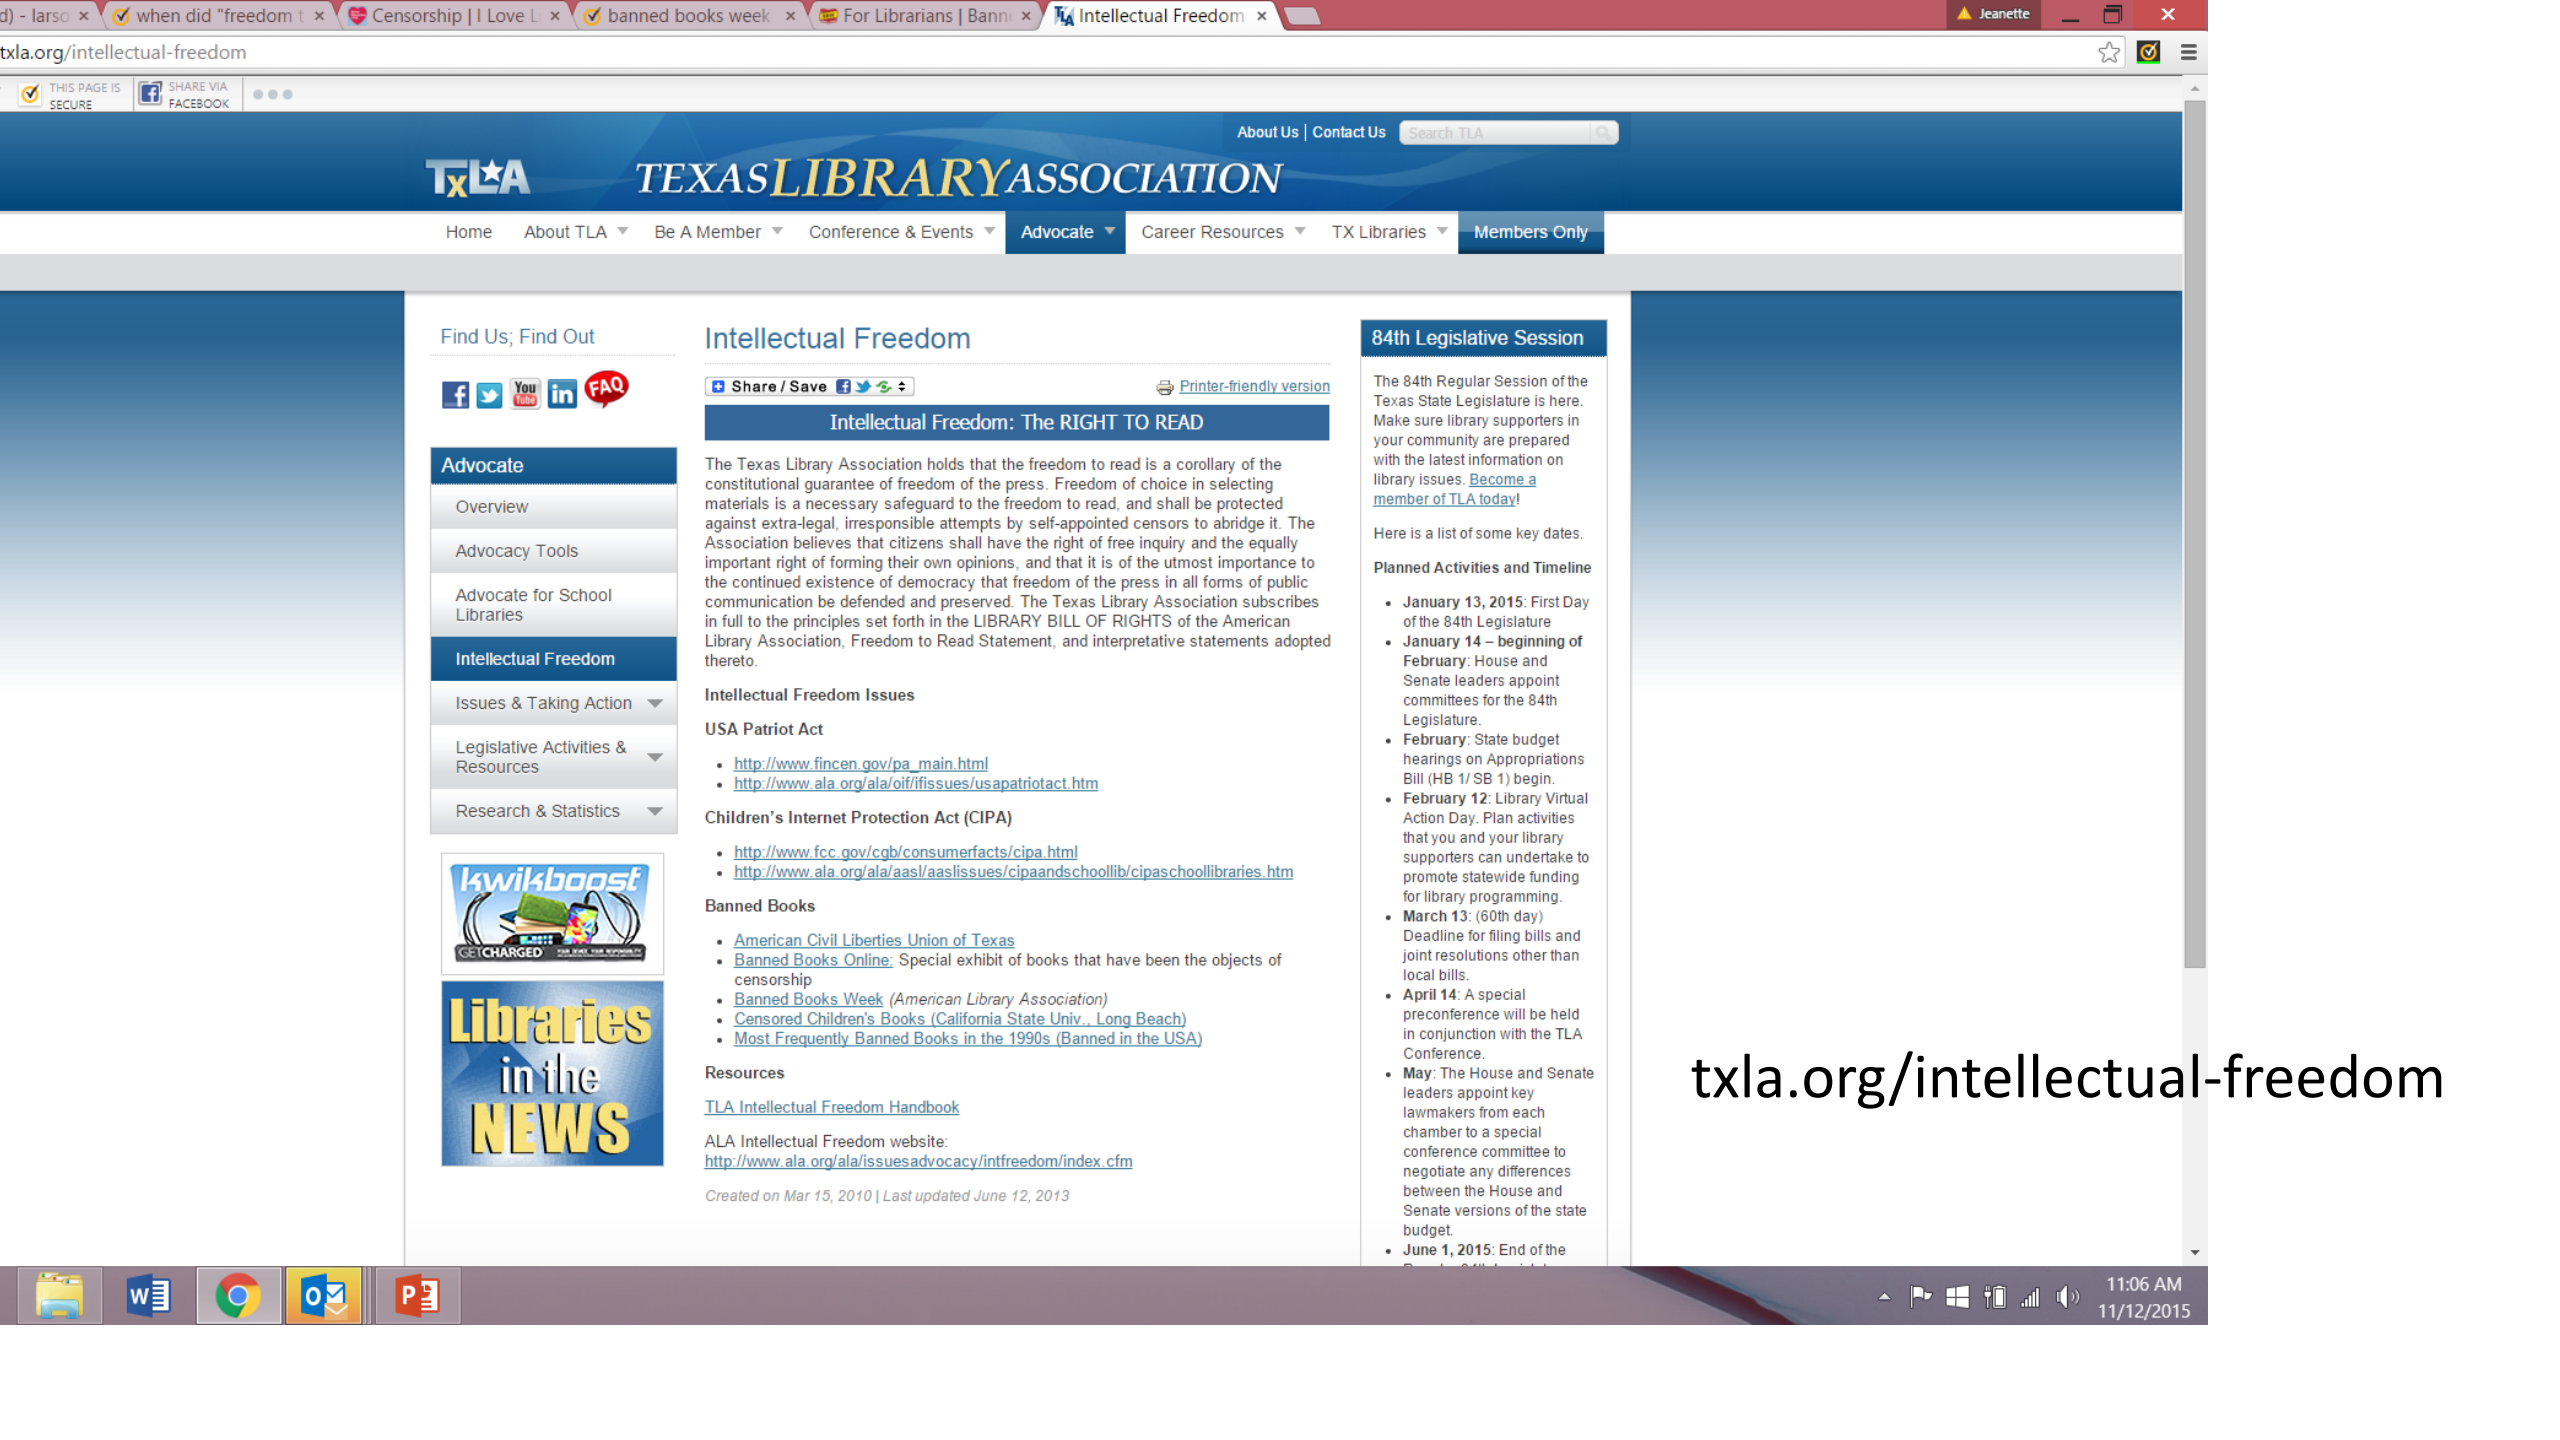 d) - larso
when did "freedom t
Censorship | I Love L
banned books week
For Librarians | Bann
Intellectual Freedom
Jeanette
txla.org/intellectual-freedom
THIS PAGE IS
SECURE
SHARE VIA
FACEBOOK
About Us | Contact Us
Search TLA
TxLA
TEXAS LIBRARY ASSOCIATION
Home
About TLA
Be A Member
Conference & Events
Advocate
Career Resources
TX Libraries
Members Only
Find Us; Find Out
You
Tube
in
FAQ
Advocate
Overview
Advocacy Tools
Advocate for School
Libraries
Intellectual Freedom
Issues & Taking Action
Legislative Activities &
Resources
Research & Statistics
kwikboost
GETCHARGED
Libraries
in the
NEWS
Intellectual Freedom
Share / Save
Printer-friendly version
Intellectual Freedom: The RIGHT TO READ
The Texas Library Association holds that the freedom to read is a corollary of the
constitutional guarantee of freedom of the press. Freedom of choice in selecting
materials is a necessary safeguard to the freedom to read, and shall be protected
against extra-legal, irresponsible attempts by self-appointed censors to abridge it. The
Association believes that citizens shall have the right of free inquiry and the equally
important right of forming their own opinions, and that it is of the utmost importance to
the continued existence of democracy that freedom of the press in all forms of public
communication be defended and preserved. The Texas Library Association subscribes
in full to the principles set forth in the LIBRARY BILL OF RIGHTS of the American
Library Association, Freedom to Read Statement, and interpretative statements adopted
thereto.
Intellectual Freedom Issues
USA Patriot Act
http://www.fincen.gov/pa_main.html
http://www.ala.org/ala/oif/ifissues/usapatriotact.htm
Children's Internet Protection Act (CIPA)
http://www.fcc.gov/cgb/consumerfacts/cipa.html
http://www.ala.org/ala/aasl/aaslissues/cipaandschoollib/cipaschoollibraries.htm
Banned Books
American Civil Liberties Union of Texas
Banned Books Online: Special exhibit of books that have been the objects of
censorship
Banned Books Week (American Library Association)
Censored Children's Books (California State Univ., Long Beach)
Most Frequently Banned Books in the 1990s (Banned in the USA)
Resources
TLA Intellectual Freedom Handbook
ALA Intellectual Freedom website:
http://www.ala.org/ala/issuesadvocacy/intfreedom/index.cfm
Created on Mar 15, 2010 | Last updated June 12, 2013
84th Legislative Session
The 84th Regular Session of the
Texas State Legislature is here.
Make sure library supporters in
your community are prepared
with the latest information on
library issues. Become a
member of TLA today!
Here is a list of some key dates.
Planned Activities and Timeline
January 13, 2015: First Day
of the 84th Legislature
January 14 – beginning of
February: House and
Senate leaders appoint
committees for the 84th
Legislature.
February: State budget
hearings on Appropriations
Bill (HB 1/ SB 1) begin.
February 12: Library Virtual
Action Day. Plan activities
that you and your library
supporters can undertake to
promote statewide funding
for library programming.
March 13: (60th day)
Deadline for filing bills and
joint resolutions other than
local bills.
April 14: A special
preconference will be held
in conjunction with the TLA
Conference.
May: The House and Senate
leaders appoint key
lawmakers from each
chamber to a special
conference committee to
negotiate any differences
between the House and
Senate versions of the state
budget.
June 1, 2015: End of the
txla.org/intellectual-freedom
11:06 AM
11/12/2015